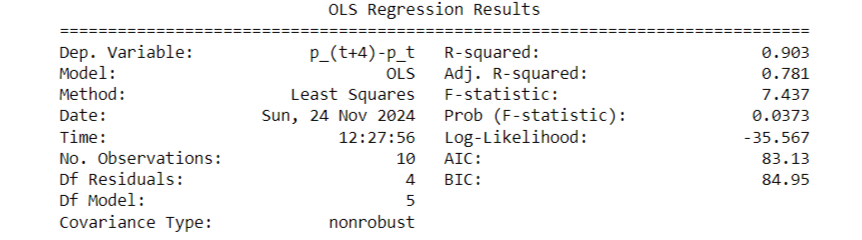 OLS Regression Results
==============================================================================
Dep. Variable: p_(t+4)-p_t R-squared: 0.903
Model: OLS Adj. R-squared: 0.781
Method: Least Squares F-statistic: 7.437
Date: Sun, 24 Nov 2024 Prob (F-statistic): 0.0373
Time: 12:27:56 Log-Likelihood: -35.567
No. Observations: 10 AIC: 83.13
Df Residuals: 4 BIC: 84.95
Df Model: 5
Covariance Type: nonrobust